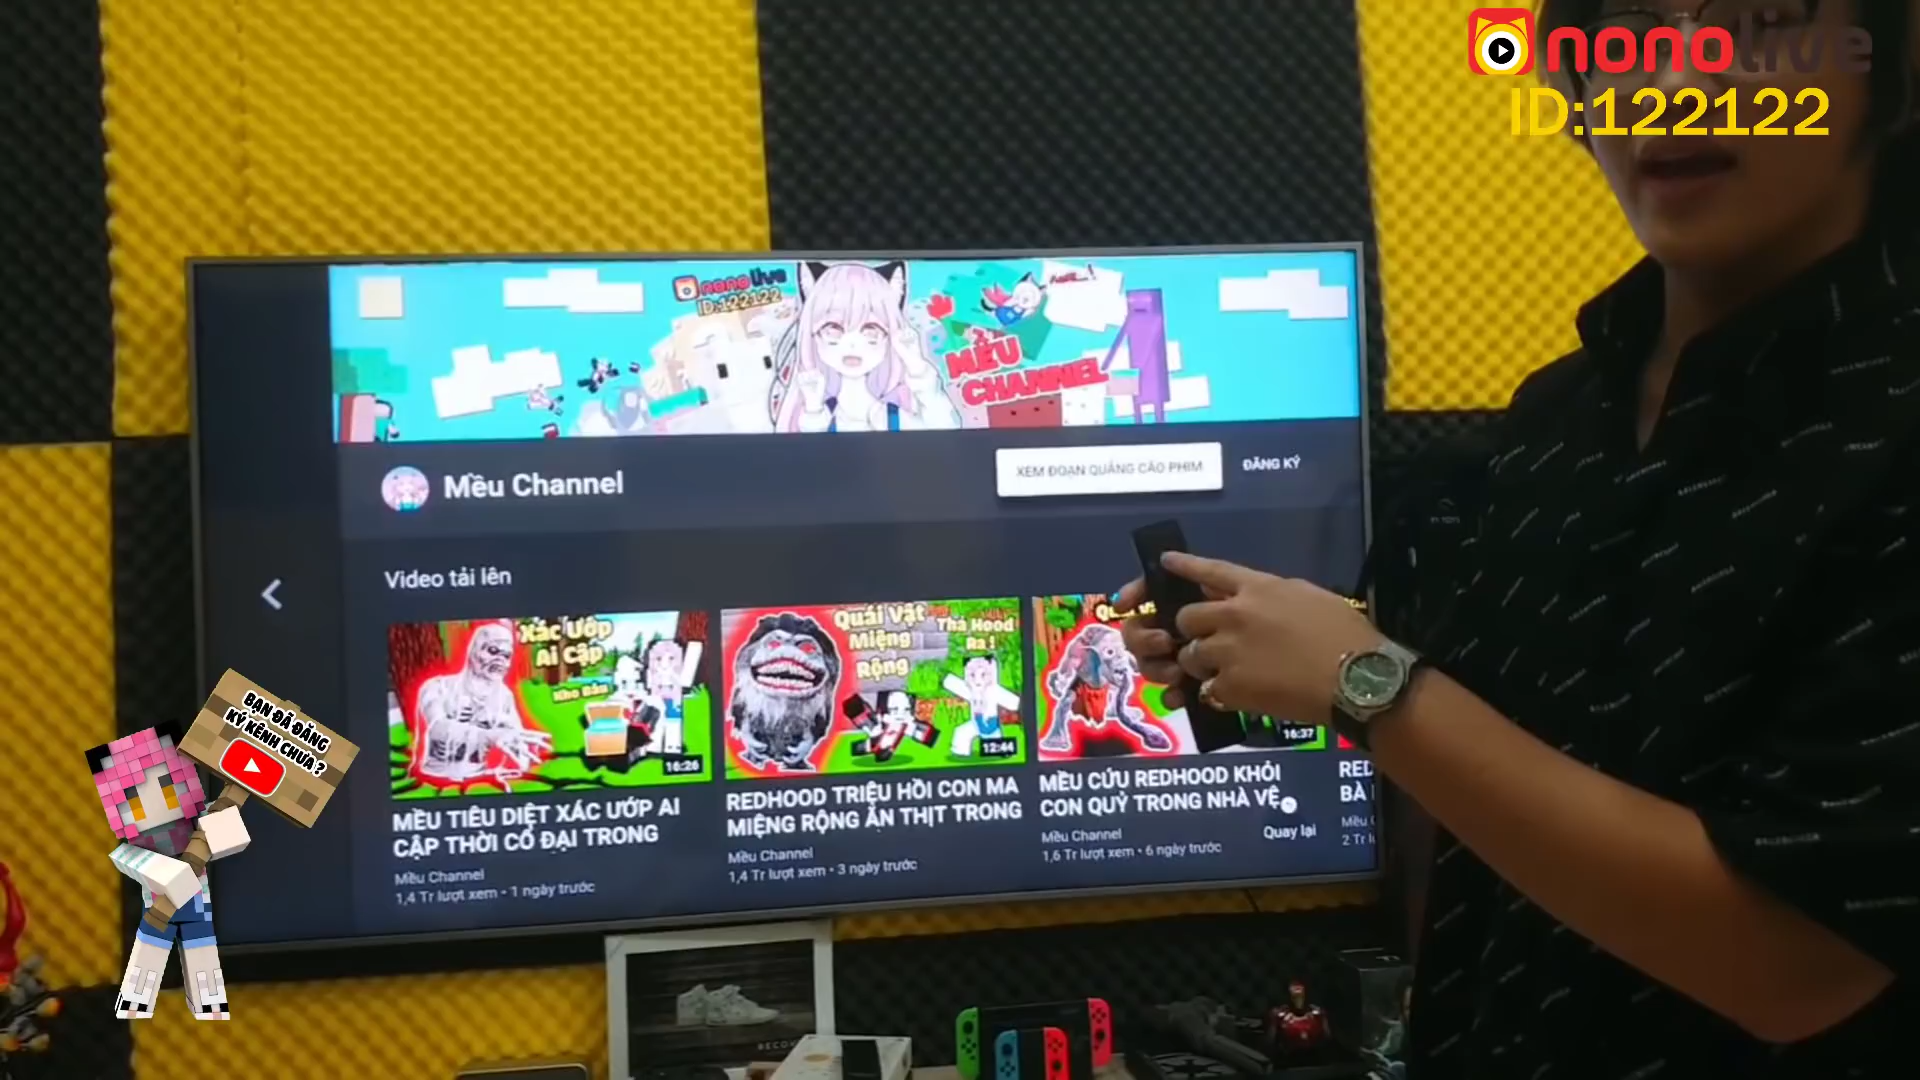 nonolive
ID:122122
nonolive
ID:122122
MỀU
CHANNEL
Mều Channel
XEM ĐOẠN QUẢNG CÁO PHIM
ĐĂNG KÝ
Video tải lên
Xác Ướp
Ai Cập
Kho Báu
16:26
Quái Vật
Miệng
Rộng
Thả Hood
Ra !
12:44
16:37
MỀU TIÊU DIỆT XÁC ƯỚP AI
CẬP THỜI CỔ ĐẠI TRONG
Mều Channel
1,4 Tr lượt xem • 1 ngày trước
REDHOOD TRIỆU HỒI CON MA
MIỆNG RỘNG ĂN THỊT TRONG
Mều Channel
1,4 Tr lượt xem • 3 ngày trước
MỀU CỨU REDHOOD KHỎI
CON QUỶ TRONG NHÀ VỆ
Mều Channel
1,6 Tr lượt xem • 6 ngày trước
Quay lại
BẠN ĐÃ ĐĂNG
KÝ KÊNH CHƯA ?